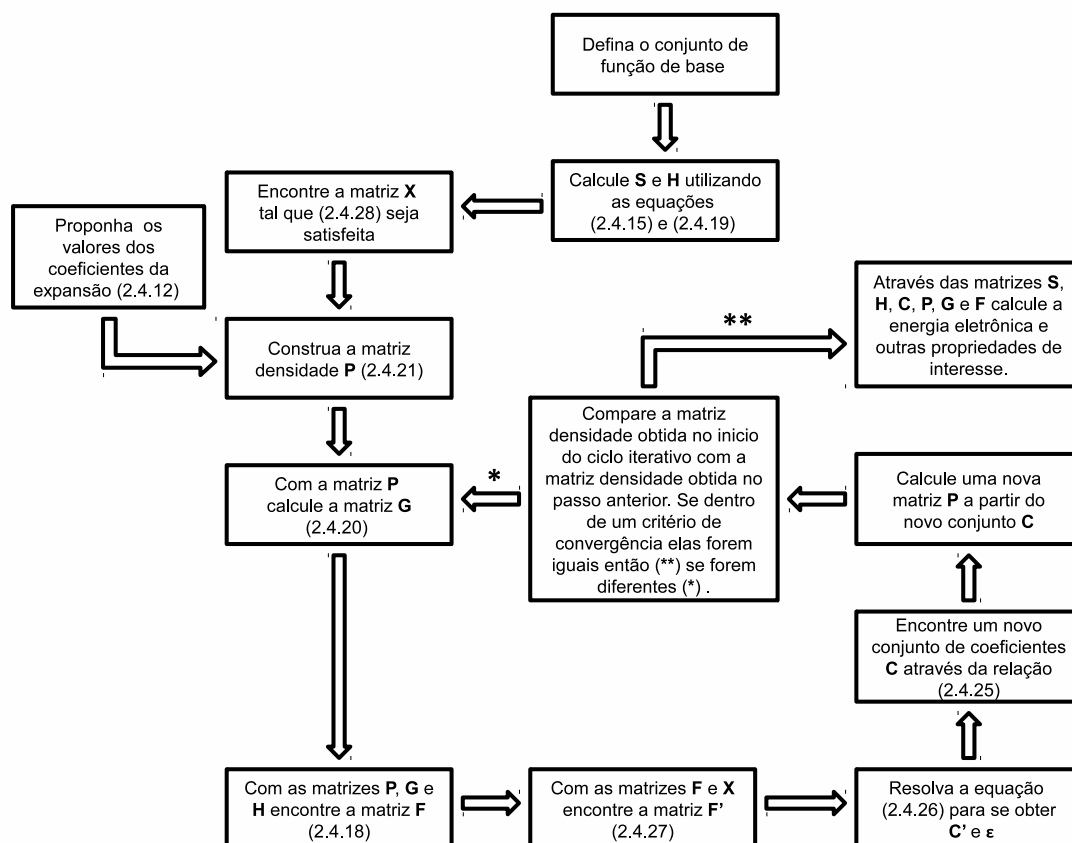 Defina o conjunto de
função de base
Calcule S e H utilizando
as equações
(2.4.15) e (2.4.19)
Encontre a matriz X
tal que (2.4.28) seja
satisfeita
Proponha os
valores dos
coeficientes da
expansão (2.4.12)
Construa a matriz
densidade P (2.4.21)
Com a matriz P
calcule a matriz G
(2.4.20)
Com as matrizes P, G e
H encontre a matriz F
(2.4.18)
Com as matrizes F e X
encontre a matriz F'
(2.4.27)
Resolva a equação
(2.4.26) para se obter
C' e ε
Encontre um novo
conjunto de coeficientes
C através da relação
(2.4.25)
Calcule uma nova
matriz P a partir do
novo conjunto C
Compare a matriz
densidade obtida no inicio
do ciclo iterativo com a
matriz densidade obtida no
passo anterior. Se dentro
de um critério de
convergência elas forem
iguais então (**) se forem
diferentes (*) .
*
**
Através das matrizes S,
H, C, P, G e F calcule a
energia eletrônica e
outras propriedades de
interesse.